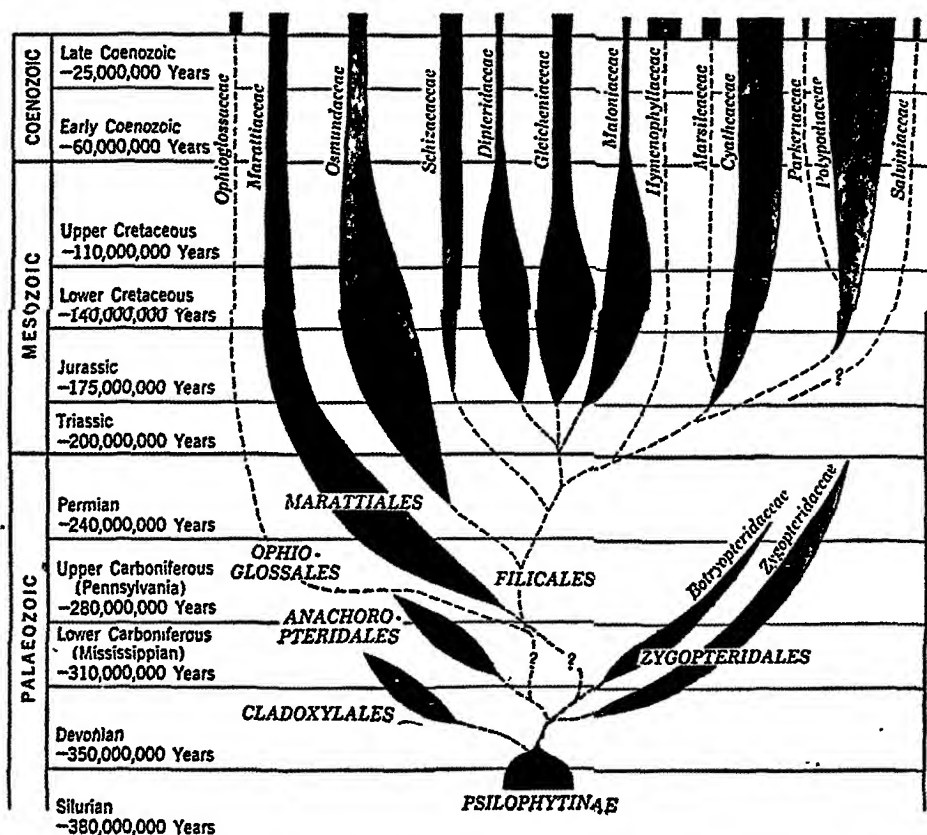 COENOZOIC
Late Coenozoic
–25,000,000 Years
Early Coenozoic
–60,000,000 Years
MESOZOIC
Upper Cretaceous
–110,000,000 Years
Lower Cretaceous
–140,000,000 Years
Jurassic
–175,000,000 Years
Triassic
–200,000,000 Years
PALAEOZOIC
Permian
–240,000,000 Years
Upper Carboniferous
(Pennsylvania)
–280,000,000 Years
Lower Carboniferous
(Mississippian)
–310,000,000 Years
Devonian
–350,000,000 Years
Silurian
–380,000,000 Years
Ophioglossaceae
Marattiaceae
Osmundaceae
Schizaeaceae
Dipteridaceae
Gleicheniaceae
Matoniaceae
Hymenophyllaceae
Marsileaceae
Cyatheaceae
Parkeriaceae
Polypodiaceae
Salviniaceae
?
MARATTIALES
OPHIO-
GLOSSALES
FILICALES
Botryopteridaceae
Zygopteridaceae
ANACHORO-
PTERIDALES
?
?
ZYGOPTERIDALES
CLADOXYLALES
PSILOPHYTINAE